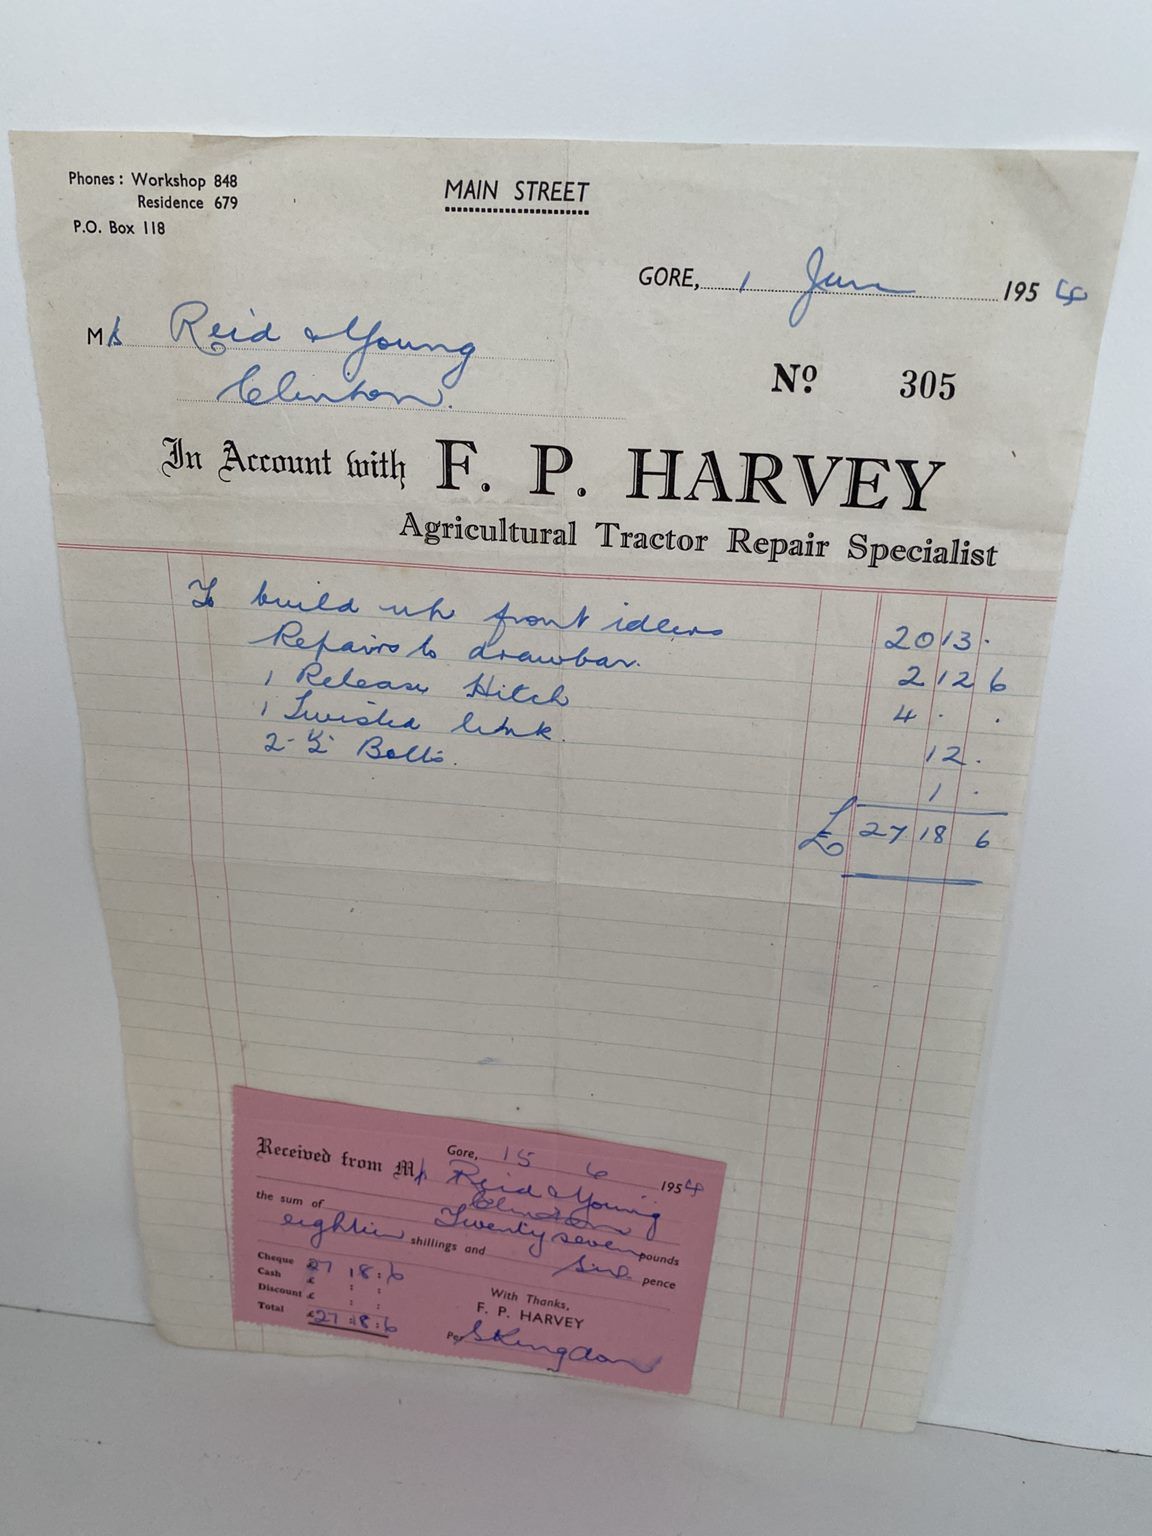 Phones: Workshop 848
Residence 679
P.O. Box 118
MAIN STREET
GORE, 1 June 1954
M/s Reid & Young
Clinton.
Nº 305
In Account with F. P. HARVEY
Agricultural Tractor Repair Specialist
To build up front idlers 20 13 .
Repairs to drawbar. 2 12 6
1 Release Hitch 4 . .
1 Twisted link. 12 .
2 - ½" Bolts. 1 .
£ 27 18 6
Gore, 15 6 1954
Received from M/s Reid & Young
Clinton
the sum of Twenty seven pounds
eighteen shillings and six pence
Cheque £ 27 18 : 6
Cash £ : :
Discount £ : :
Total £ 27 : 18 : 6
With Thanks,
F. P. HARVEY
Per SKingdon